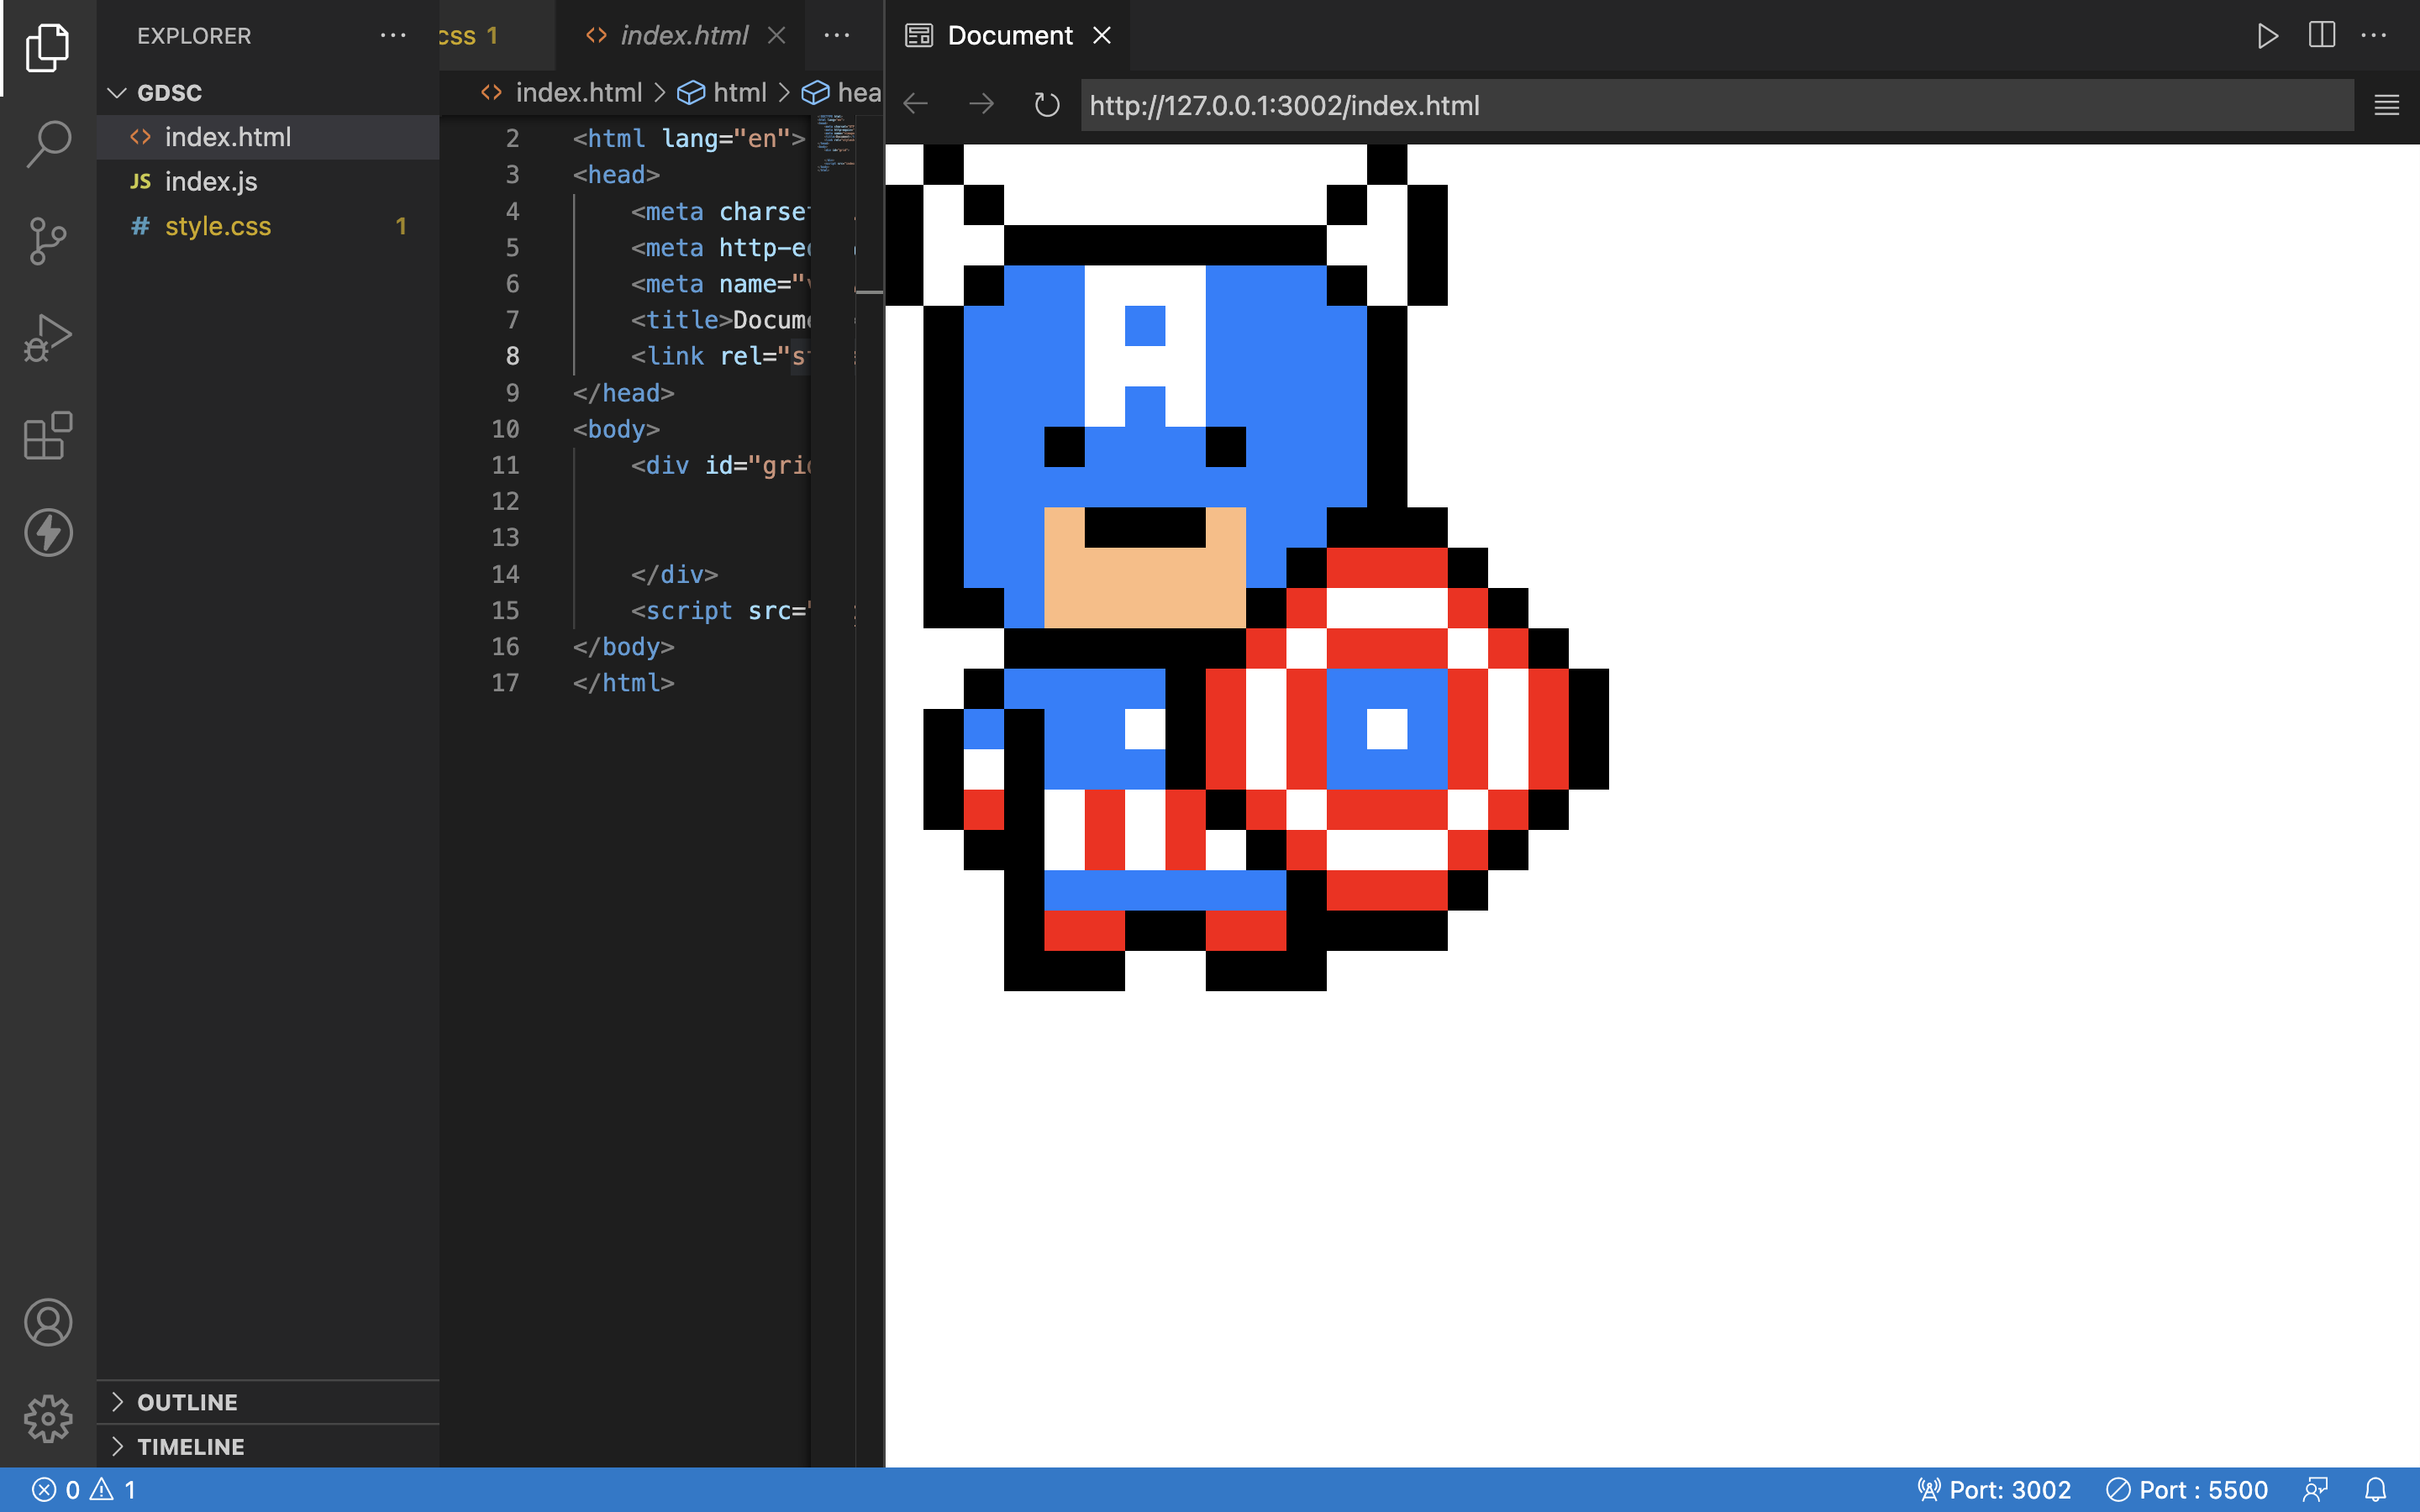 EXPLORER
GDSC
index.html
JS index.js
# style.css 1
OUTLINE
TIMELINE
css 1
<> index.html
<> index.html > html > hea
2 <html lang="en">
3 <head>
4 <meta charse
5 <meta http-e
6 <meta name="
7 <title>Docum
8 <link rel="s
9 </head>
10 <body>
11 <div id="gri
12
13
14 </div>
15 <script src=
16 </body>
17 </html>
Document
http://127.0.0.1:3002/index.html
A
0 1
Port: 3002
Port : 5500